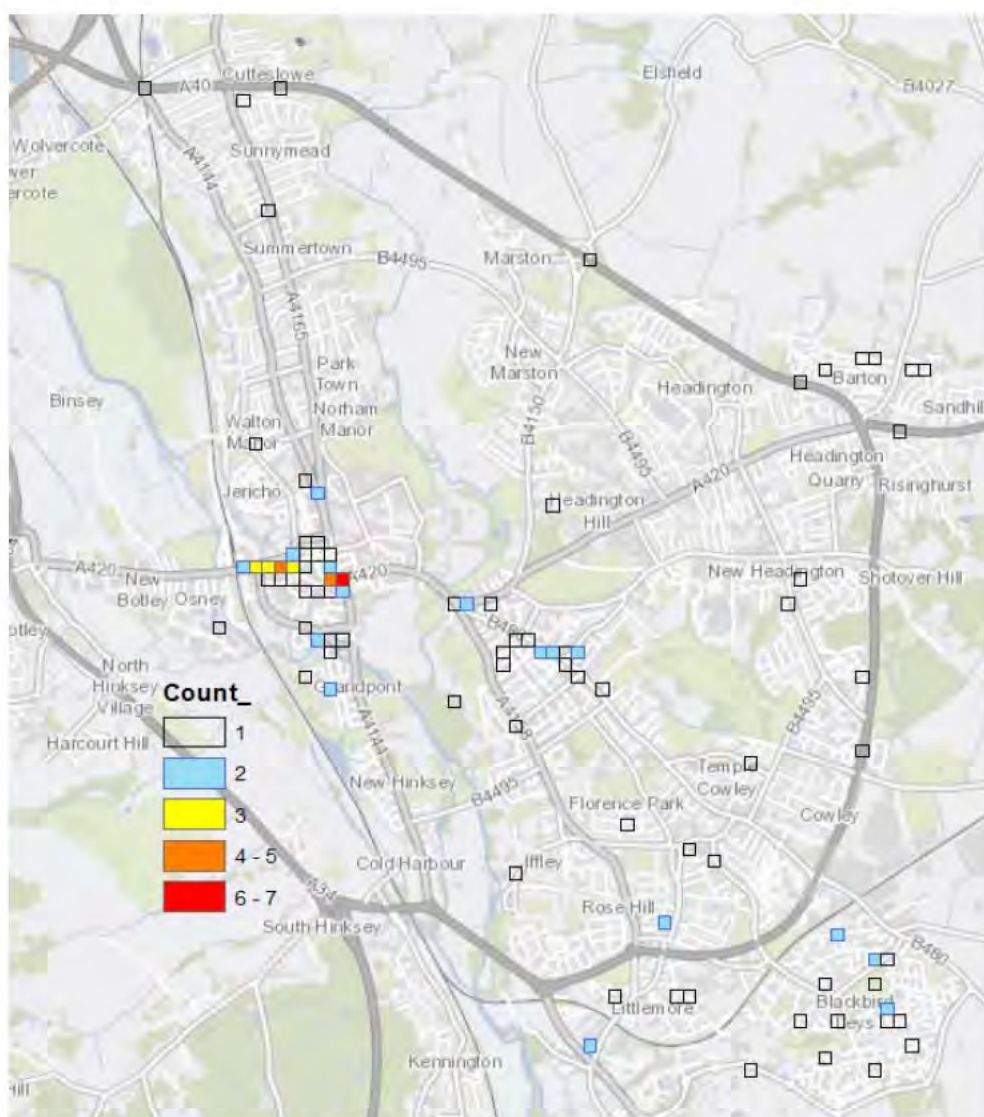 Cutteslowe
Elsfield
A40
B4027
Wolvercote
Sunnymead
A4144
Summertown
B4495
Marston
A4165
Park
Town
New
Marston
Norham
Manor
Headington
Barton
Sandhil
Binsey
Walton
Manor
B4150
B4495
A420
Headington
Quarry
Risinghurst
Jericho
Headington
Hill
A420
New
Botley
Osney
A420
New Headington
Shotover Hill
North
Hinksey
Village
Grandpont
Harcourt Hill
A4144
B4495
New Hinksey
B4495
Temple
Cowley
Florence Park
Cowley
Cold Harbour
Iffley
A34
South Hinksey
Rose Hill
B480
Littlemore
Blackbird
Leys
Kennington
Count_
1
2
3
4 - 5
6 - 7